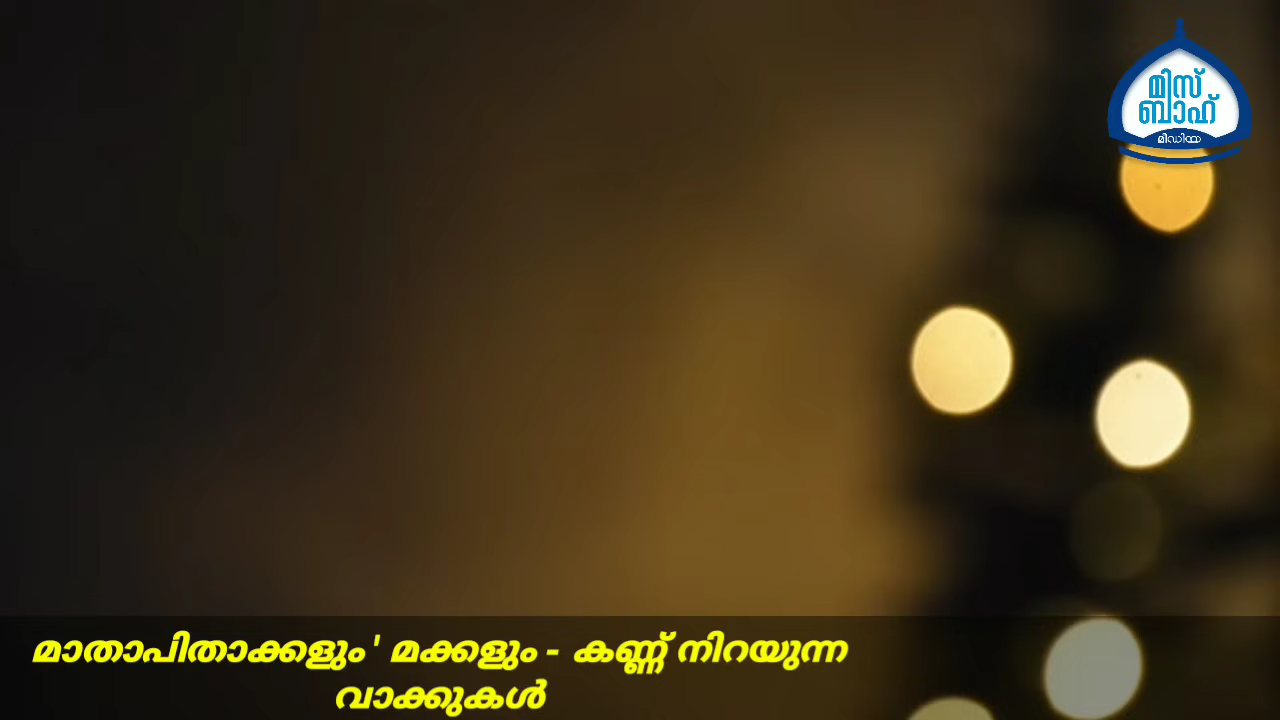 മിസ്
ബാഹ്
മീഡിയ
മാതാപിതാക്കളും ' മക്കളും - കണ്ണ് നിറയുന്ന
വാക്കുകൾ